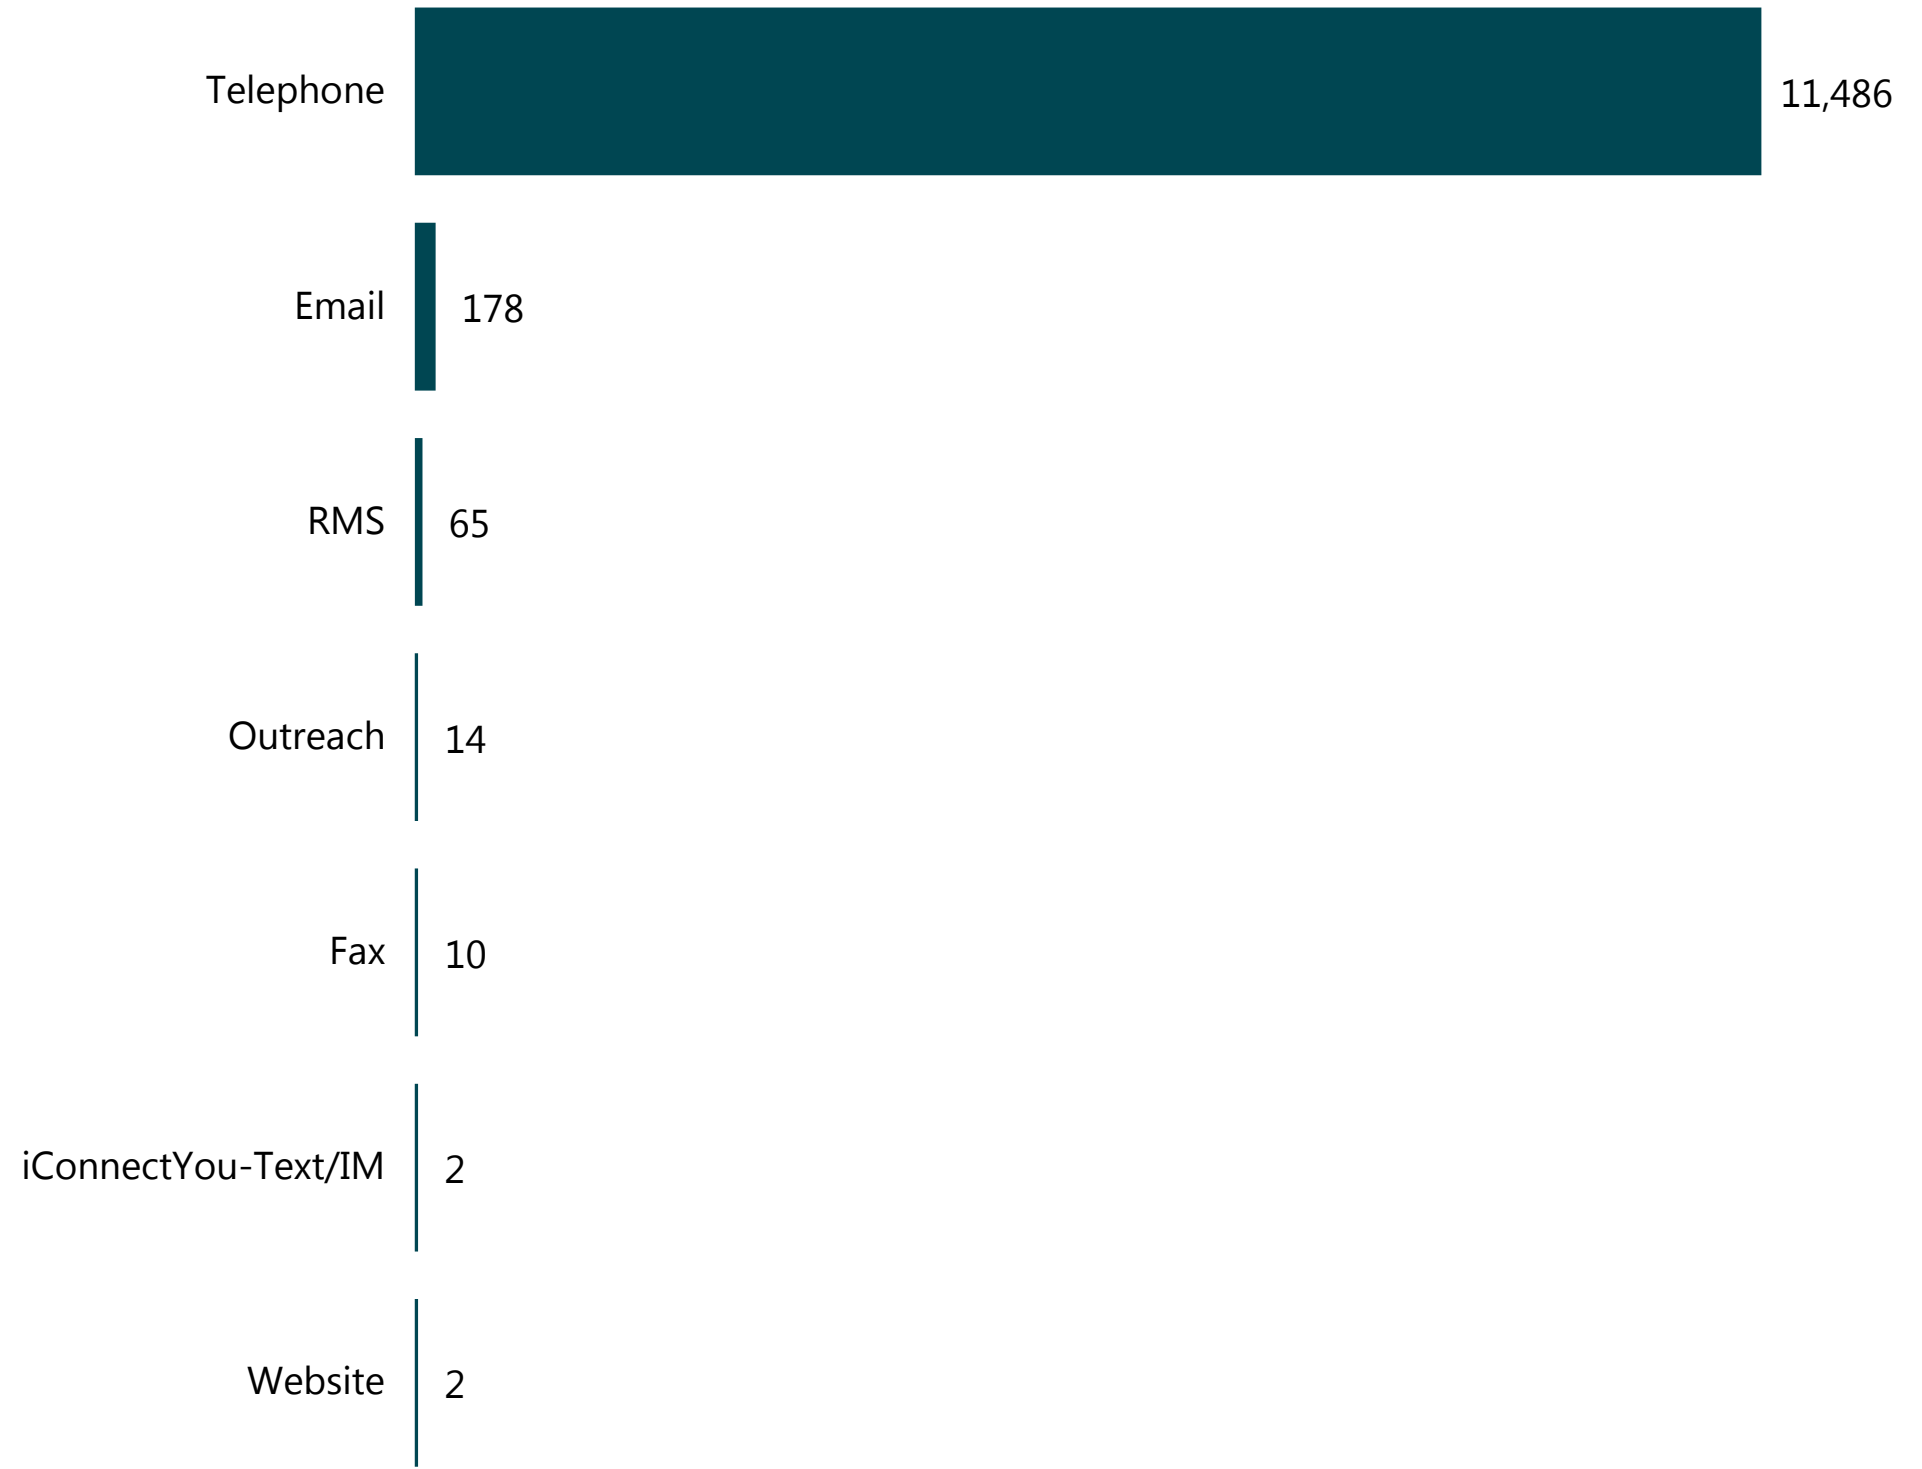 Telephone 11,486
Email 178
RMS 65
Outreach 14
Fax 10
iConnectYou-Text/IM 2
Website 2